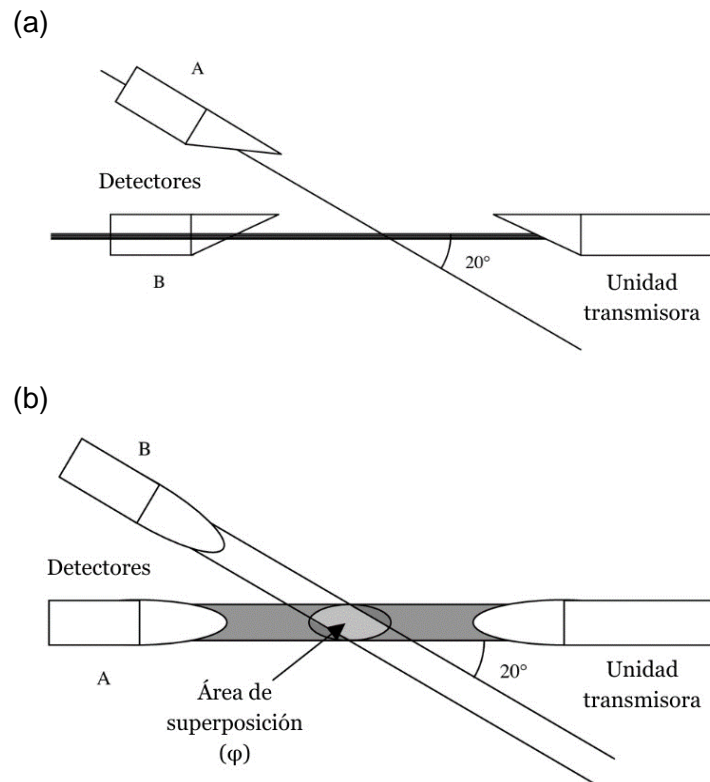 (a)
A
Detectores
B
20°
Unidad
transmisora
(b)
B
Detectores
A
20°
Área de
superposición
(φ)
Unidad
transmisora